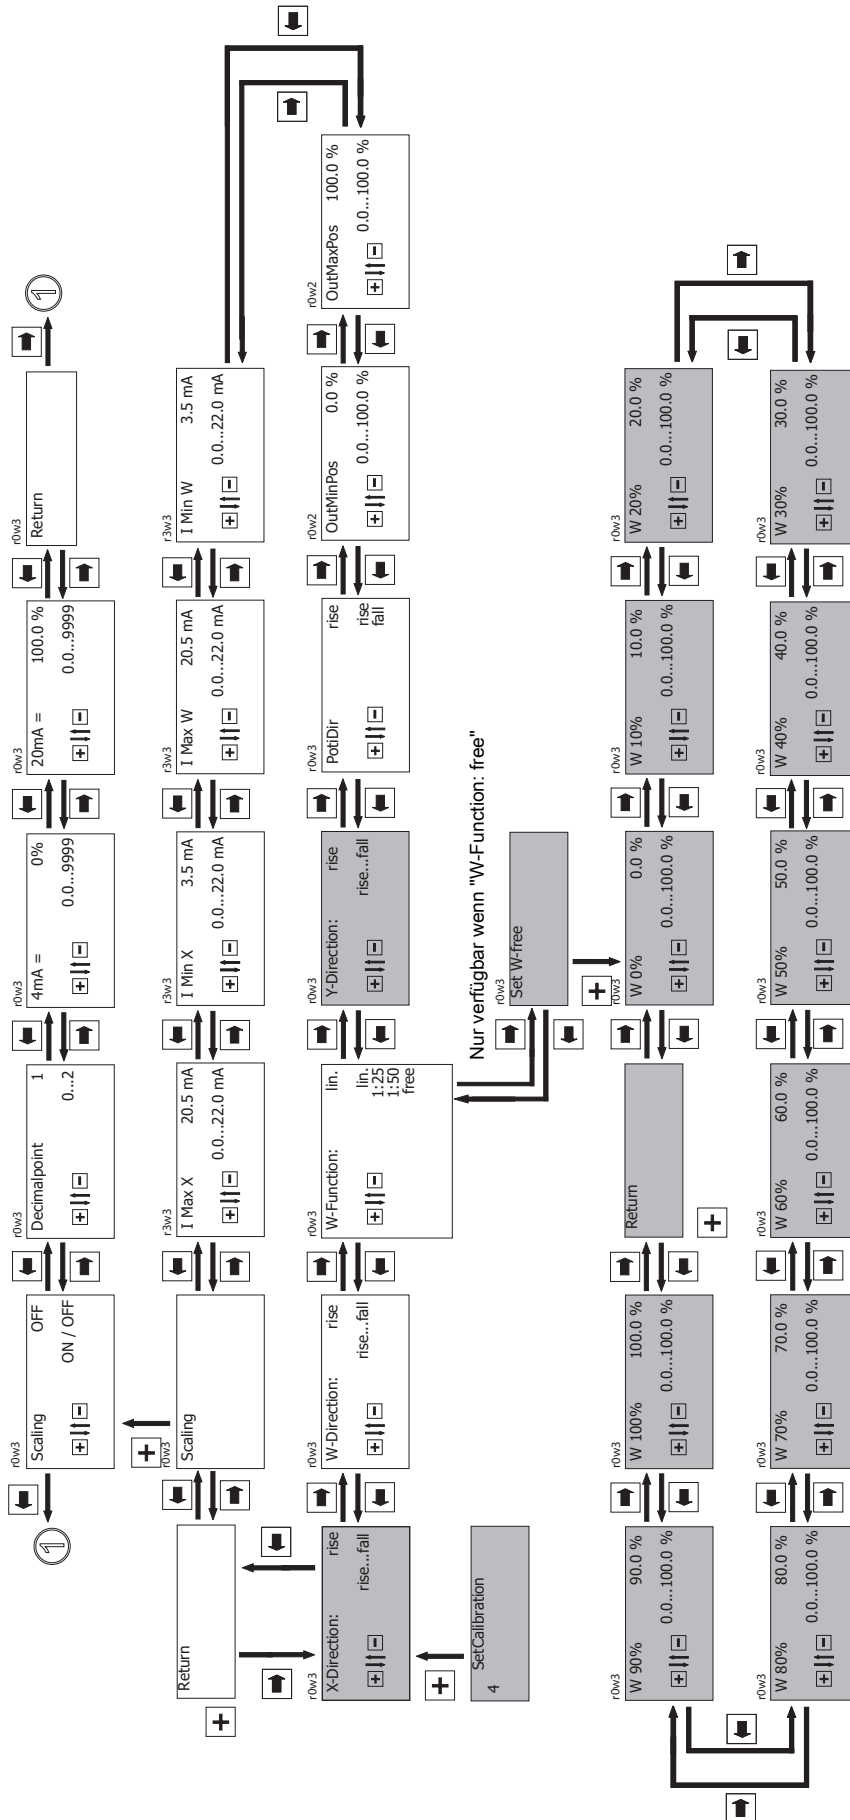 r0w3
Scaling OFF
ON / OFF
r0w3
Decimalpoint 1
0...2
r0w3
4mA = 0%
0.0...9999
r0w3
20mA = 100.0 %
0.0...9999
r0w3
Return
1
1
Return
r0w3
Scaling
r3w3
I Max X 20.5 mA
0.0...22.0 mA
r3w3
I Min X 3.5 mA
0.0...22.0 mA
r3w3
I Max W 20.5 mA
0.0...22.0 mA
r3w3
I Min W 3.5 mA
0.0...22.0 mA
r0w3
X-Direction: rise
rise...fall
r0w3
W-Direction: rise
rise...fall
r0w3
W-Function: lin.
lin.
1:25
1:50
free
r0w3
Y-Direction: rise
rise...fall
r0w3
PotiDir rise
rise
fall
r0w2
OutMinPos 0.0 %
0.0...100.0 %
r0w2
OutMaxPos 100.0 %
0.0...100.0 %
SetCalibration
4
Nur verfügbar wenn "W-Function: free"
r0w3
Set W-free
r0w3
W 90% 90.0 %
0.0...100.0 %
r0w3
W 100% 100.0 %
0.0...100.0 %
Return
r0w3
W 0% 0.0 %
0.0...100.0 %
r0w3
W 10% 10.0 %
0.0...100.0 %
r0w3
W 20% 20.0 %
0.0...100.0 %
r0w3
W 80% 80.0 %
0.0...100.0 %
r0w3
W 70% 70.0 %
0.0...100.0 %
r0w3
W 60% 60.0 %
0.0...100.0 %
r0w3
W 50% 50.0 %
0.0...100.0 %
r0w3
W 40% 40.0 %
0.0...100.0 %
r0w3
W 30% 30.0 %
0.0...100.0 %